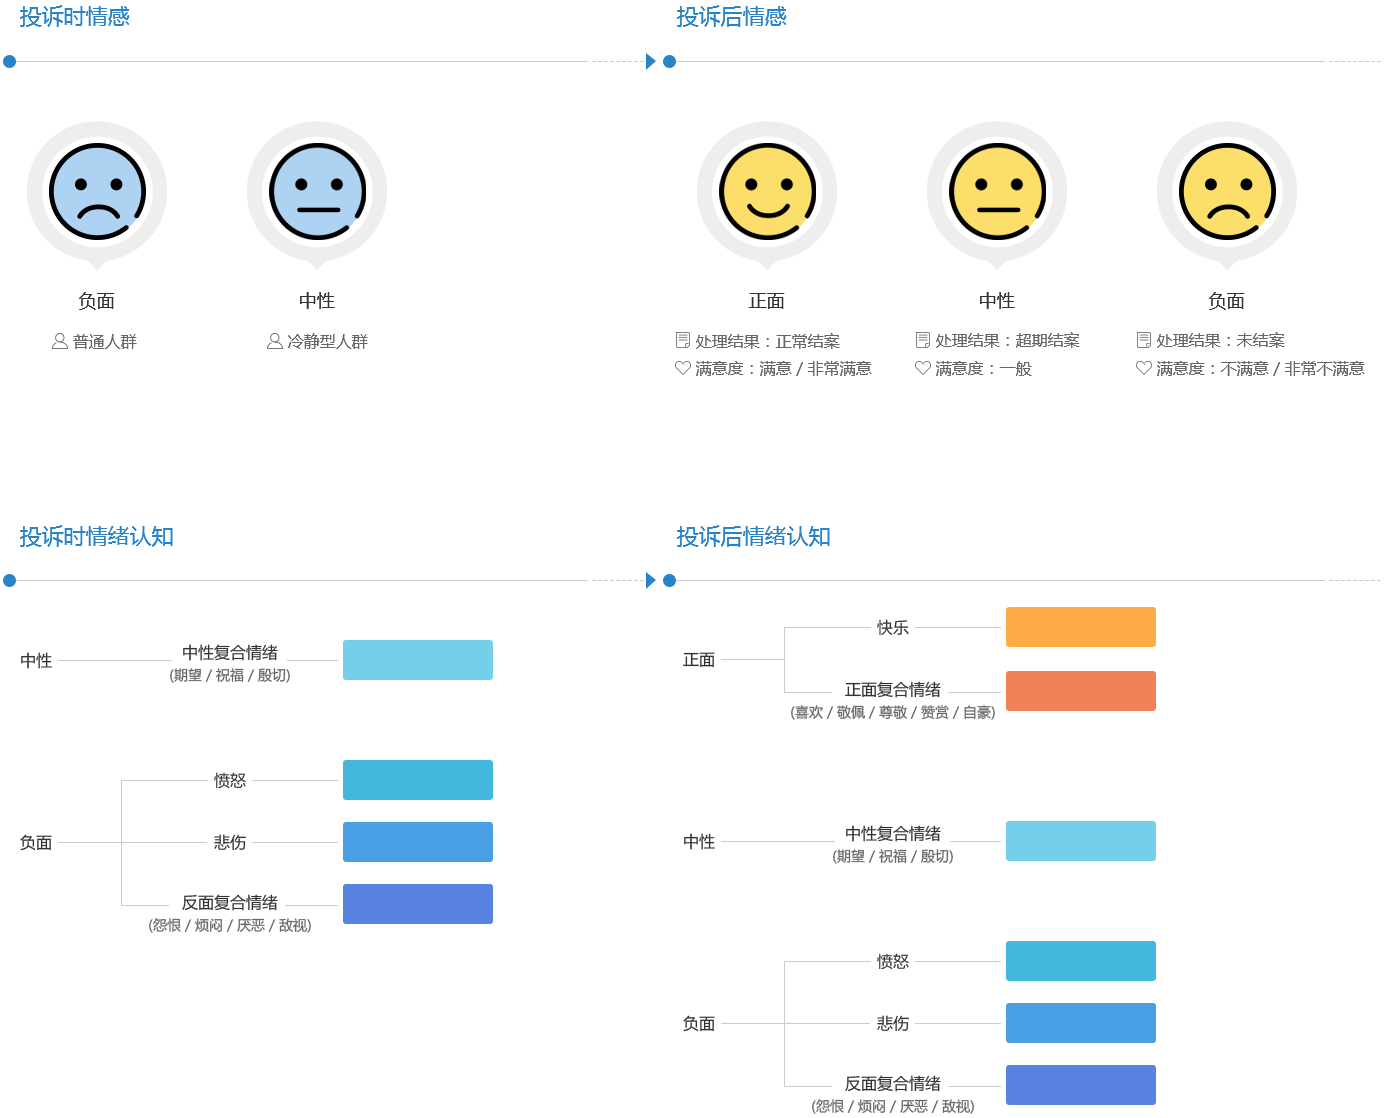 投诉时情感
投诉后情感
负面
中性
正面
中性
负面
普通人群
冷静型人群
处理结果：正常结案
处理结果：超期结案
处理结果：未结案
满意度：满意 / 非常满意
满意度：一般
满意度：不满意 / 非常不满意
投诉时情绪认知
投诉后情绪认知
中性
中性复合情绪
(期望 / 祝福 / 殷切)
负面
愤怒
悲伤
反面复合情绪
(怨恨 / 烦闷 / 厌恶 / 敌视)
正面
快乐
正面复合情绪
(喜欢 / 敬佩 / 尊敬 / 赞赏 / 自豪)
中性
中性复合情绪
(期望 / 祝福 / 殷切)
负面
愤怒
悲伤
反面复合情绪
(怨恨 / 烦闷 / 厌恶 / 敌视)